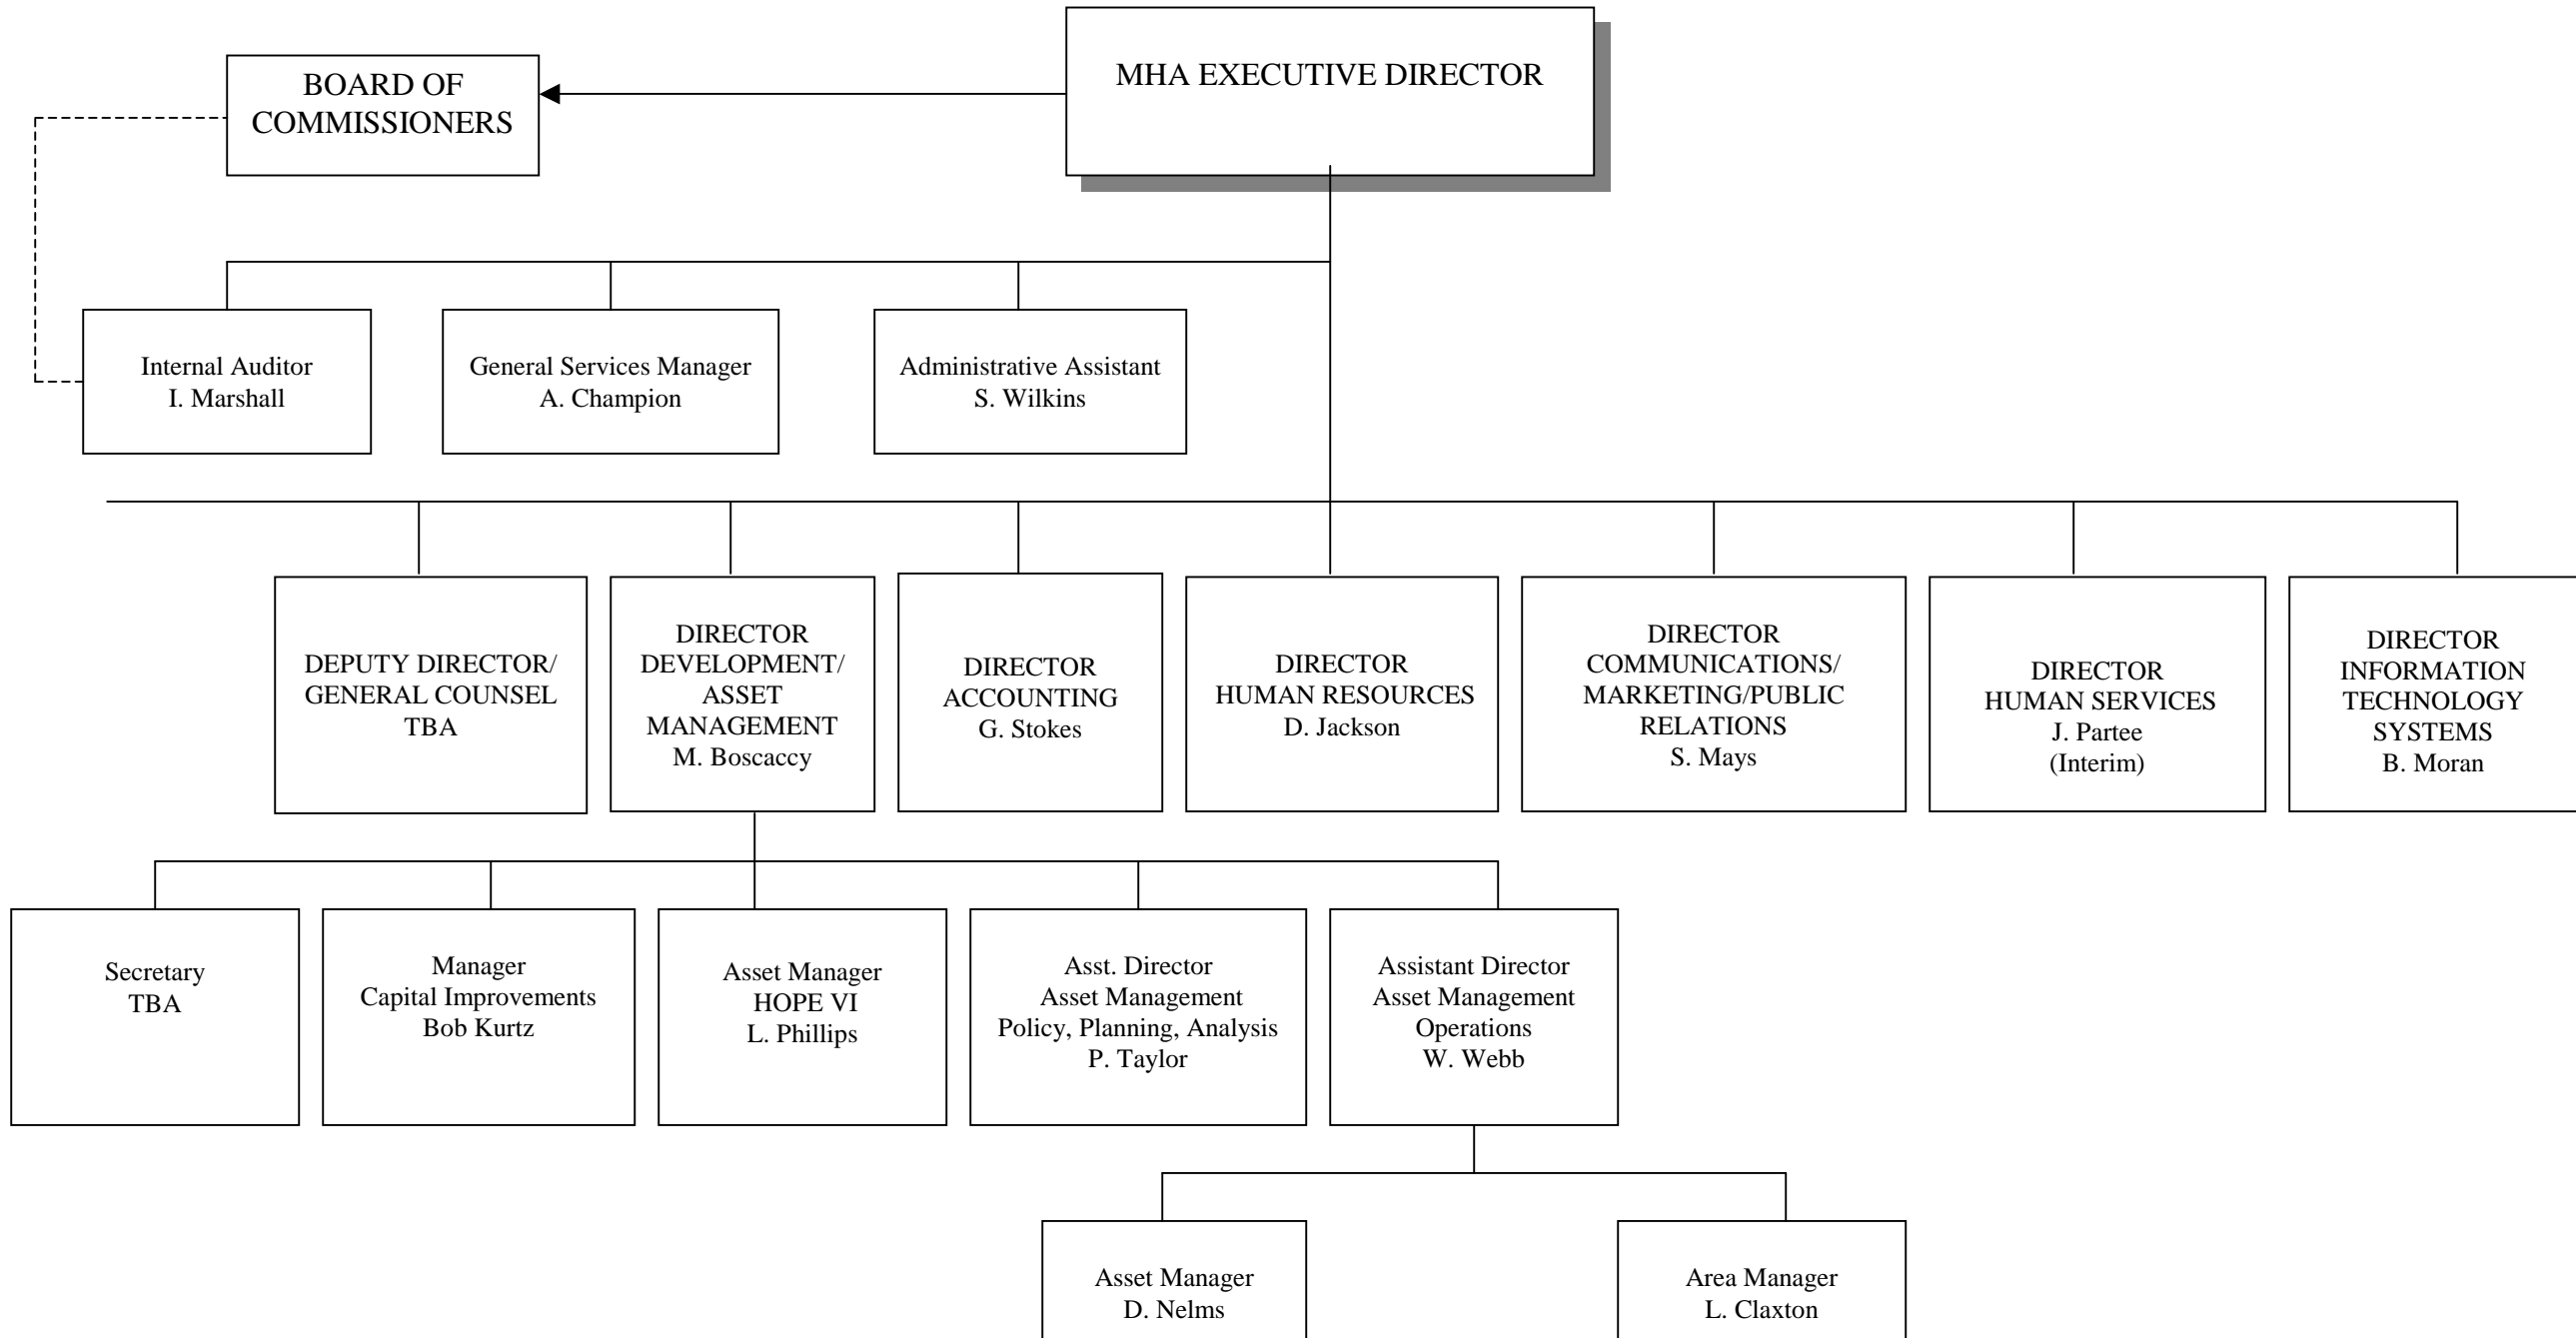 BOARD OF
COMMISSIONERS
MHA EXECUTIVE DIRECTOR
Internal Auditor
I. Marshall
General Services Manager
A. Champion
Administrative Assistant
S. Wilkins
DEPUTY DIRECTOR/
GENERAL COUNSEL
TBA
DIRECTOR
DEVELOPMENT/
ASSET
MANAGEMENT
M. Boscaccy
DIRECTOR
ACCOUNTING
G. Stokes
DIRECTOR
HUMAN RESOURCES
D. Jackson
DIRECTOR
COMMUNICATIONS/
MARKETING/PUBLIC
RELATIONS
S. Mays
DIRECTOR
HUMAN SERVICES
J. Partee
(Interim)
DIRECTOR
INFORMATION
TECHNOLOGY
SYSTEMS
B. Moran
Secretary
TBA
Manager
Capital Improvements
Bob Kurtz
Asset Manager
HOPE VI
L. Phillips
Asst. Director
Asset Management
Policy, Planning, Analysis
P. Taylor
Assistant Director
Asset Management
Operations
W. Webb
Asset Manager
D. Nelms
Area Manager
L. Claxton